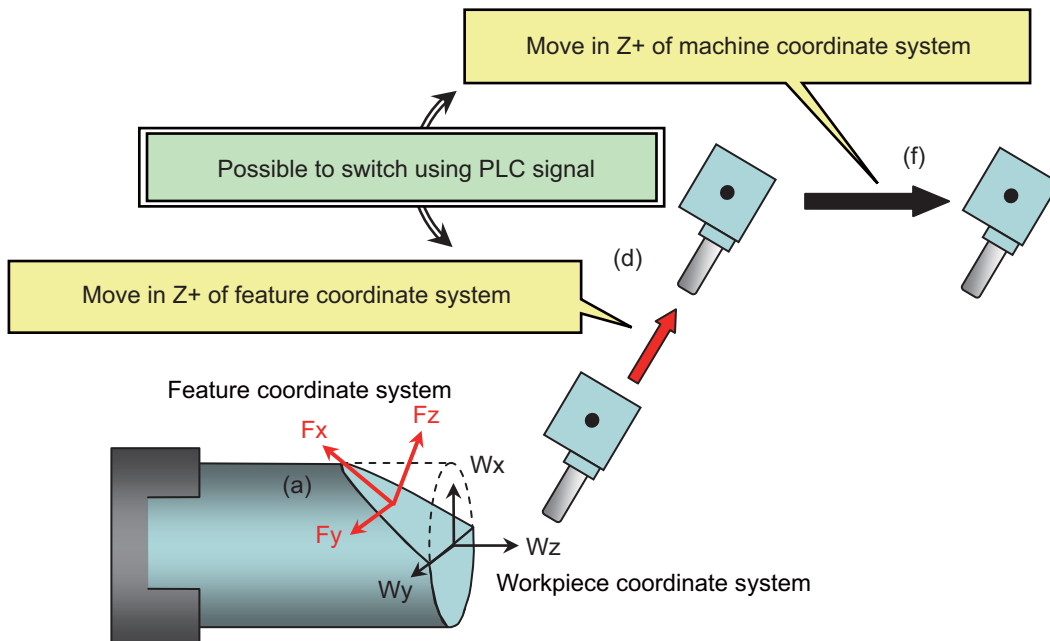 Move in Z+ of machine coordinate system
Possible to switch using PLC signal
(f)
(d)
Move in Z+ of feature coordinate system
Feature coordinate system
Fz
Fx
Wx
(a)
Fy
Wz
Wy
Workpiece coordinate system